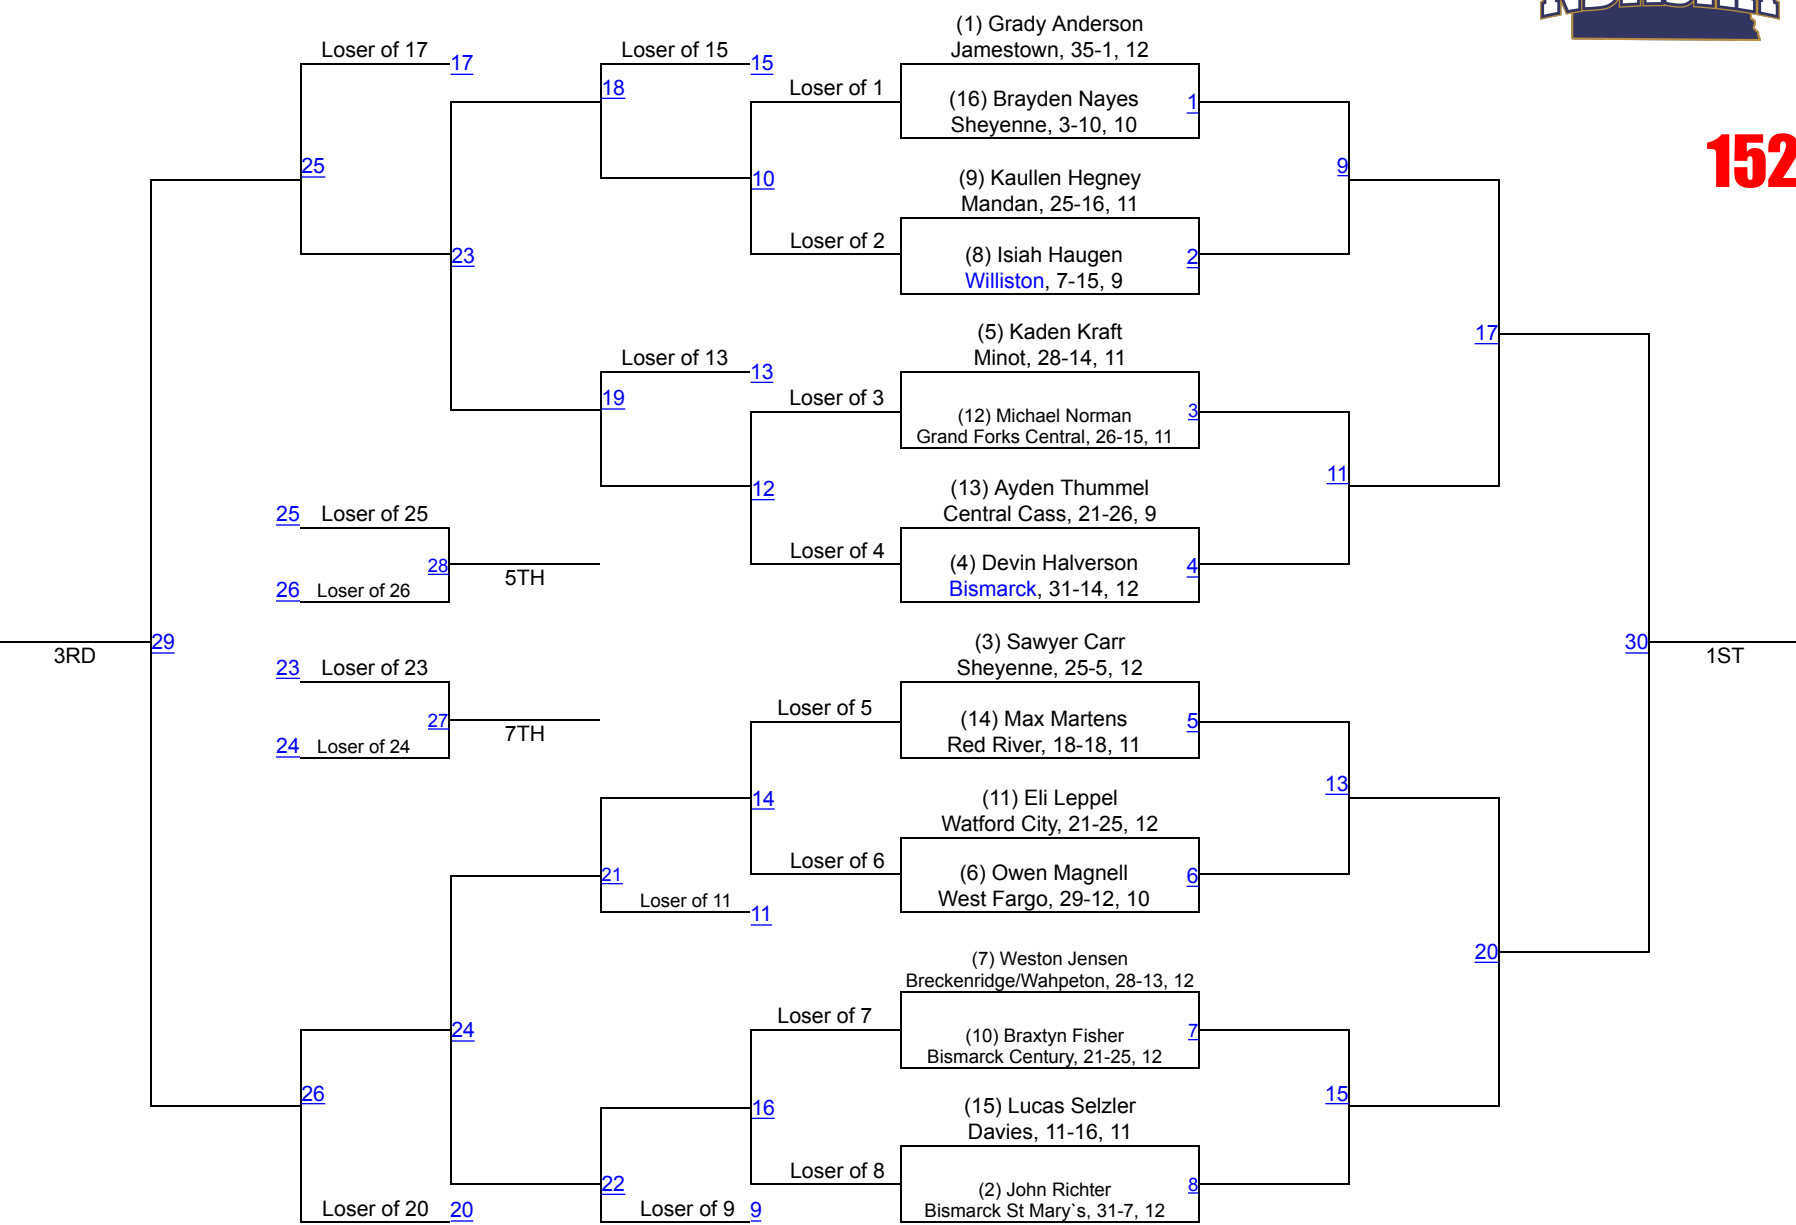 NDHSAA
(1) Grady Anderson
Loser of 17
17
Loser of 15
15
Jamestown, 35-1, 12
18
Loser of 1
(16) Brayden Nayes
1
Sheyenne, 3-10, 10
152
25
10
9
(9) Kaullen Hegney
Mandan, 25-16, 11
23
Loser of 2
(8) Isiah Haugen
2
Williston, 7-15, 9
(5) Kaden Kraft
17
Loser of 13
13
Minot, 28-14, 11
19
Loser of 3
(12) Michael Norman
3
Grand Forks Central, 26-15, 11
12
11
(13) Ayden Thummel
25
Loser of 25
Central Cass, 21-26, 9
28
5TH
Loser of 4
(4) Devin Halverson
4
26
Loser of 26
Bismarck, 31-14, 12
29
3RD
(3) Sawyer Carr
30
1ST
23
Loser of 23
Sheyenne, 25-5, 12
27
7TH
Loser of 5
(14) Max Martens
5
24
Loser of 24
Red River, 18-18, 11
14
13
(11) Eli Leppel
Watford City, 21-25, 12
21
Loser of 6
(6) Owen Magnell
6
Loser of 11
11
West Fargo, 29-12, 10
20
(7) Weston Jensen
Breckenridge/Wahpeton, 28-13, 12
24
Loser of 7
(10) Braxtyn Fisher
7
Bismarck Century, 21-25, 12
26
16
15
(15) Lucas Selzler
Davies, 11-16, 11
22
Loser of 8
(2) John Richter
8
Loser of 20
20
Loser of 9
9
Bismarck St Mary`s, 31-7, 12